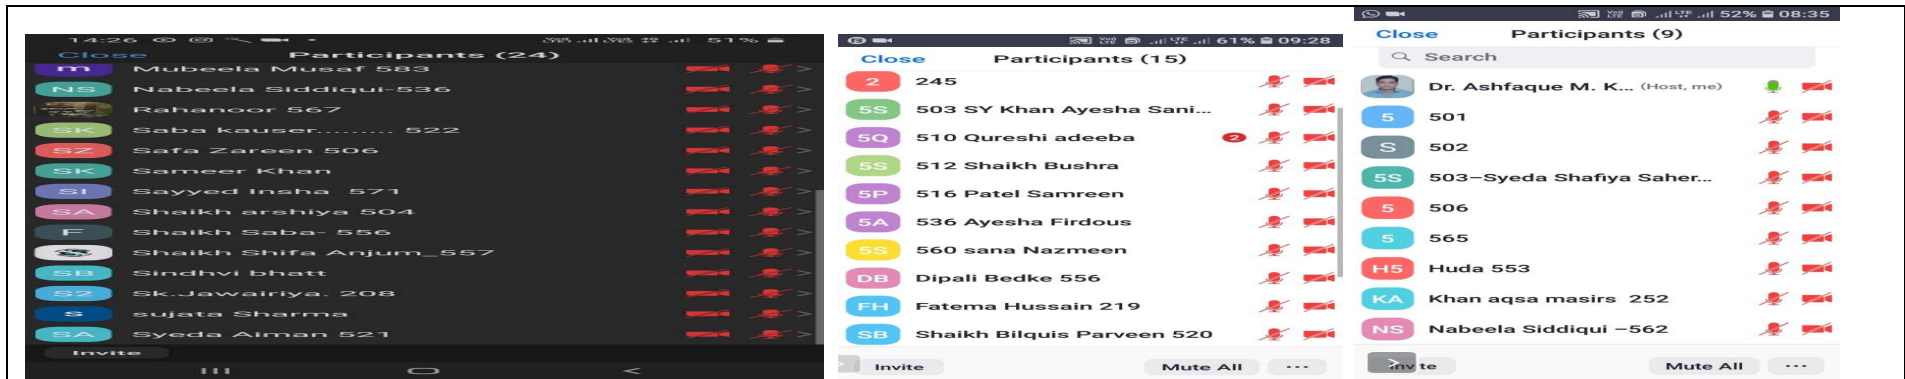 14:26
51%
Close Participants (24)
m Mubeela Musaf 583
NS Nabeela Siddiqui-536
Rahanoor 567
SK Saba kauser......... 522
SZ Safa Zareen 506
SK Sameer Khan
SI Sayyed Insha 571
SA Shaikh arshiya 504
F Shaikh Saba- 556
Shaikh Shifa Anjum_557
SB Sindhvi bhatt
S2 Sk.Jawairiya. 208
s sujata Sharma
SA Syeda Aiman 521
Invite
61% 09:28
Close Participants (15)
2 245
5S 503 SY Khan Ayesha Sani...
5Q 510 Qureshi adeeba 2
5S 512 Shaikh Bushra
5P 516 Patel Samreen
5A 536 Ayesha Firdous
5S 560 sana Nazmeen
DB Dipali Bedke 556
FH Fatema Hussain 219
SB Shaikh Bilquis Parveen 520
Invite Mute All ...
LTE 52% 08:35
Close Participants (9)
Search
Dr. Ashfaque M. K... (Host, me)
5 501
S 502
5S 503–Syeda Shafiya Saher...
5 506
5 565
H5 Huda 553
KA Khan aqsa masirs 252
NS Nabeela Siddiqui –562
Invite Mute All ...